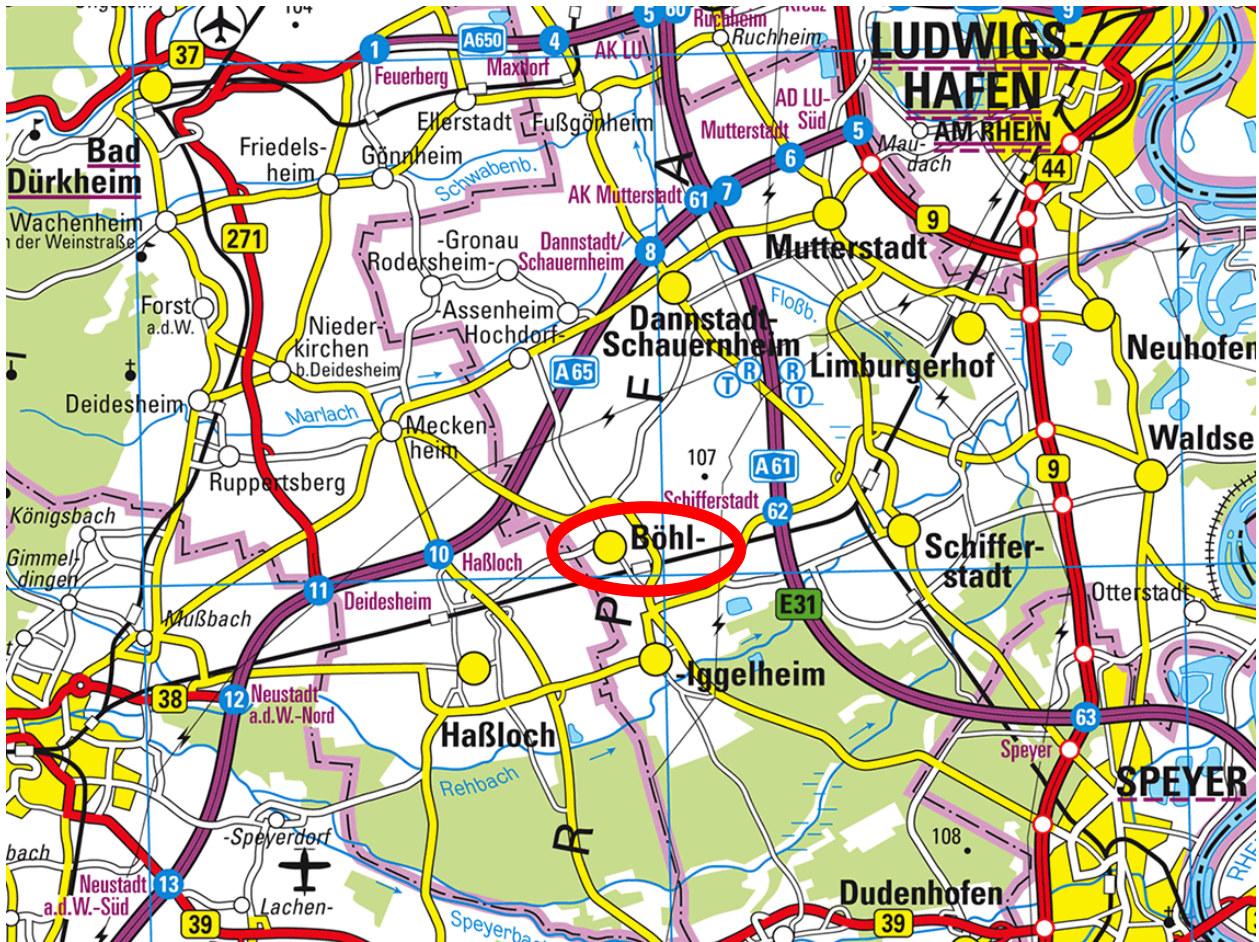 104
37
1
Feuerberg
A650
Maxdorf
4
5
60
AK LU
Ruchheim
Ruchheim
9
LUDWIGS-
HAFEN
AM RHEIN
Bad
Dürkheim
Ellerstadt
Fußgönheim
AD LU-
Süd
Mutterstadt
5
6
Mau-
dach
44
Friedels-
heim
Gönnheim
Schwabenb.
A
AK Mutterstadt
61
7
Wachenheim
n der Weinstraße
271
-Gronau
Rodersheim-
Dannstadt/
Schauernheim
8
9
Mutterstadt
Forst
a.d.W.
Nieder-
kirchen
b.Deidesheim
-Assenheim
Hochdorf-
Floßb.
Dannstadt-
Schauernheim
Limburgerhof
Neuhofen
A 65
F
R
T
R
T
Deidesheim
Marlach
Mecken-
heim
Ruppertsberg
107
A 61
9
Waldse
Königsbach
Gimmel-
dingen
Schifferstadt
62
Böhl-
10
Haßloch
Schiffer-
stadt
11
Deidesheim
Mußbach
P
E31
Otterstadt
-Iggelheim
38
12
Neustadt
a.d.W.-Nord
Haßloch
63
Speyer
Rehbach
SPEYER
-Speyerdorf
R
108
bach
Neustadt
a.d.W.-Süd
13
Lachen-
39
Speyerbach
Dudenhofen
39